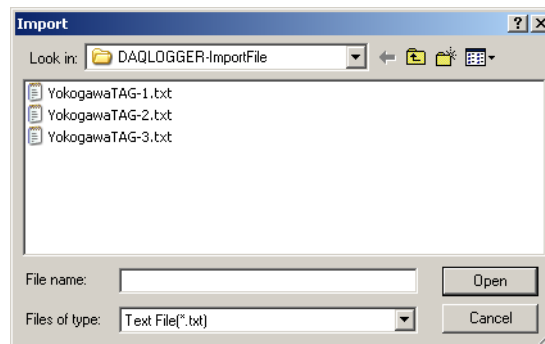 Import
Look in: DAQLOGGER-ImportFile
YokogawaTAG-1.txt
YokogawaTAG-2.txt
YokogawaTAG-3.txt
File name: Open
Files of type: Text File(*.txt) Cancel